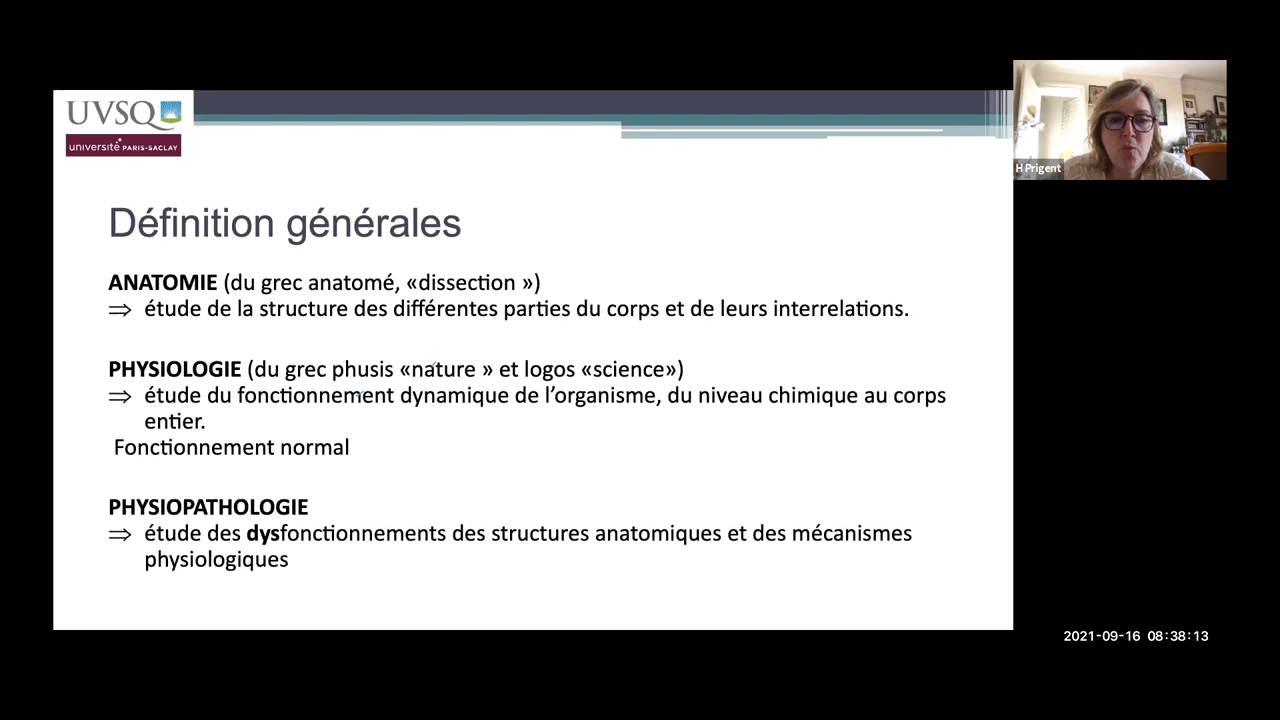 UVSQ
université PARIS-SACLAY
H Prigent
Définition générales
ANATOMIE (du grec anatomé, «dissection »)
⇒ étude de la structure des différentes parties du corps et de leurs interrelations.
PHYSIOLOGIE (du grec phusis «nature » et logos «science»)
⇒ étude du fonctionnement dynamique de l’organisme, du niveau chimique au corps
entier.
Fonctionnement normal
PHYSIOPATHOLOGIE
⇒ étude des dysfonctionnements des structures anatomiques et des mécanismes
physiologiques
2021-09-16 08:38:13